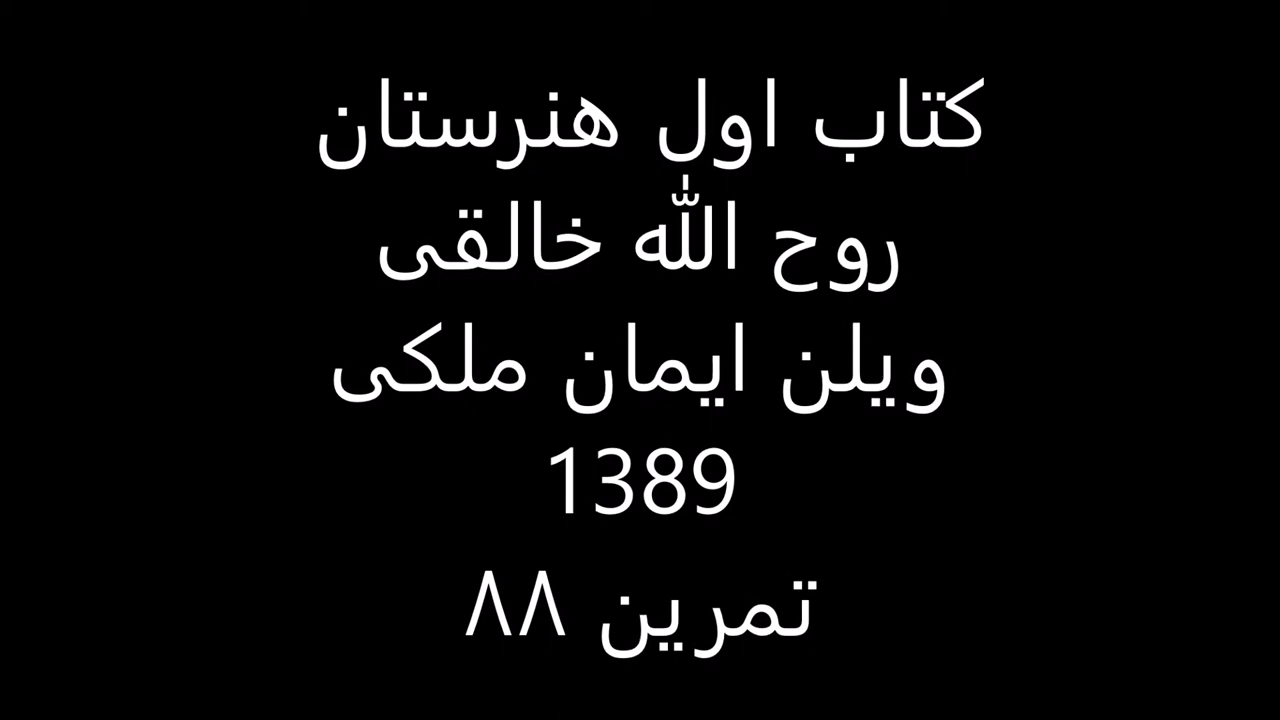 کتاب اول هنرستان
روح الله خالقی
ویلن ایمان ملکی
1389
تمرین ۸۸